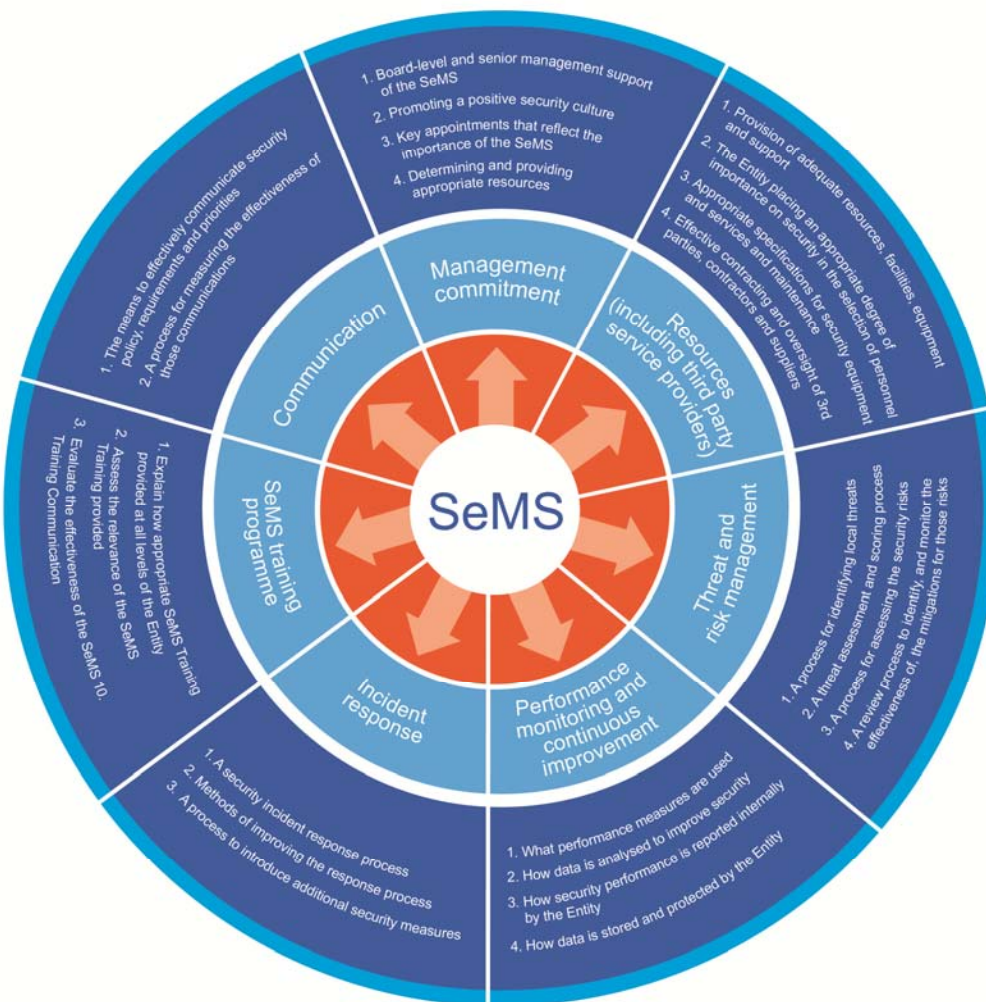 SeMS
Management
commitment
1. Board-level and senior management support
of the SeMS
2. Promoting a positive security culture
3. Key appointments that reflect the
importance of the SeMS
4. Determining and providing
appropriate resources
Resources
(including third party
service providers)
1. Provision of adequate resources, facilities, equipment
and support
2. The Entity placing an appropriate degree of
importance on security in the selection of personnel
3. Appropriate specifications for security equipment
and services and maintenance
4. Effective contracting and oversight of 3rd
parties, contractors and suppliers
Threat and
risk management
1. A process for identifying local threats
2. A threat assessment and scoring process
3. A process for assessing the security risks
4. A review process to identify, and monitor the
effectiveness of, the mitigations for those risks
Performance
monitoring and
continuous
improvement
1. What performance measures are used
2. How data is analysed to improve security
3. How security performance is reported internally
by the Entity
4. How data is stored and protected by the Entity
Incident
response
1. A security incident response process
2. Methods of improving the response process
3. A process to introduce additional security measures
SeMS training
programme
1. Explain how appropriate SeMS Training
provided at all levels of the Entity
2. Assess the relevance of the SeMS
Training provided
3. Evaluate the effectiveness of the SeMS 10.
Training Communication
Communication
1. The means to effectively communicate security
policy, requirements and priorities
2. A process for measuring the effectiveness of
those communications